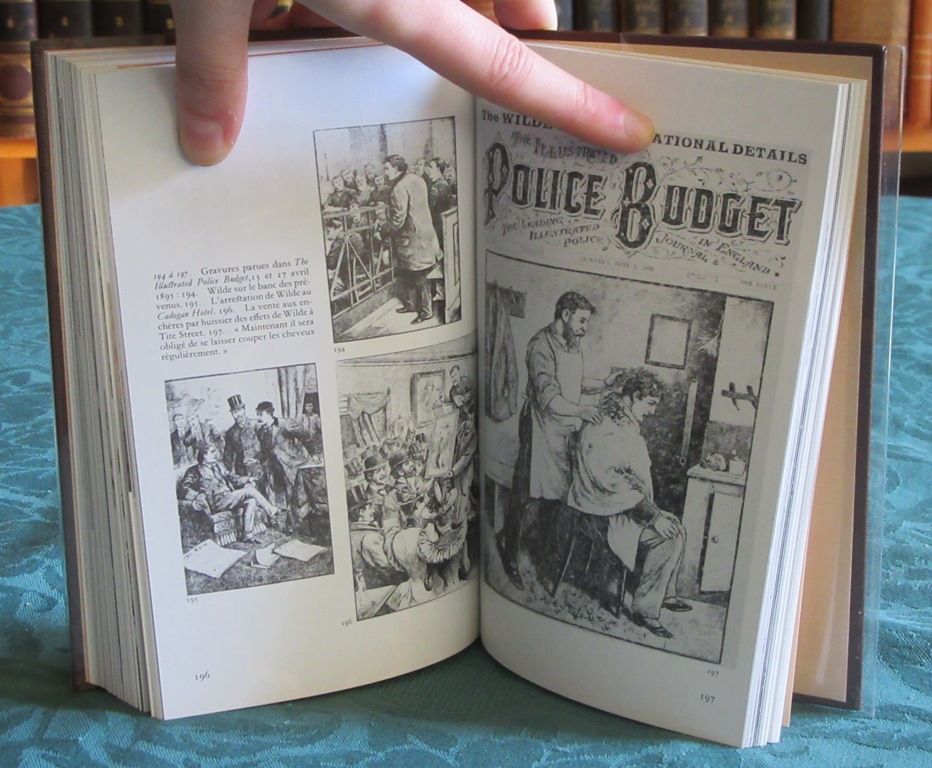 194 à 197. Gravures parues dans The
Illustrated Police Budget, 13 et 27 avril
1895 : 194. Wilde sur le banc des pré-
venus. 195. L'arrestation de Wilde au
Cadogan Hotel. 196. La vente aux en-
chères par huissier des effets de Wilde à
Tite Street. 197. « Maintenant il sera
obligé de se laisser couper les cheveux
régulièrement. »
194
195
196
196
The WILDE
ATIONAL DETAILS
THE ILLUSTRATED
POLICE BUDGET
THE LEADING
ILLUSTRATED
POLICE
JOURNAL
IN ENGLAND.
197
197